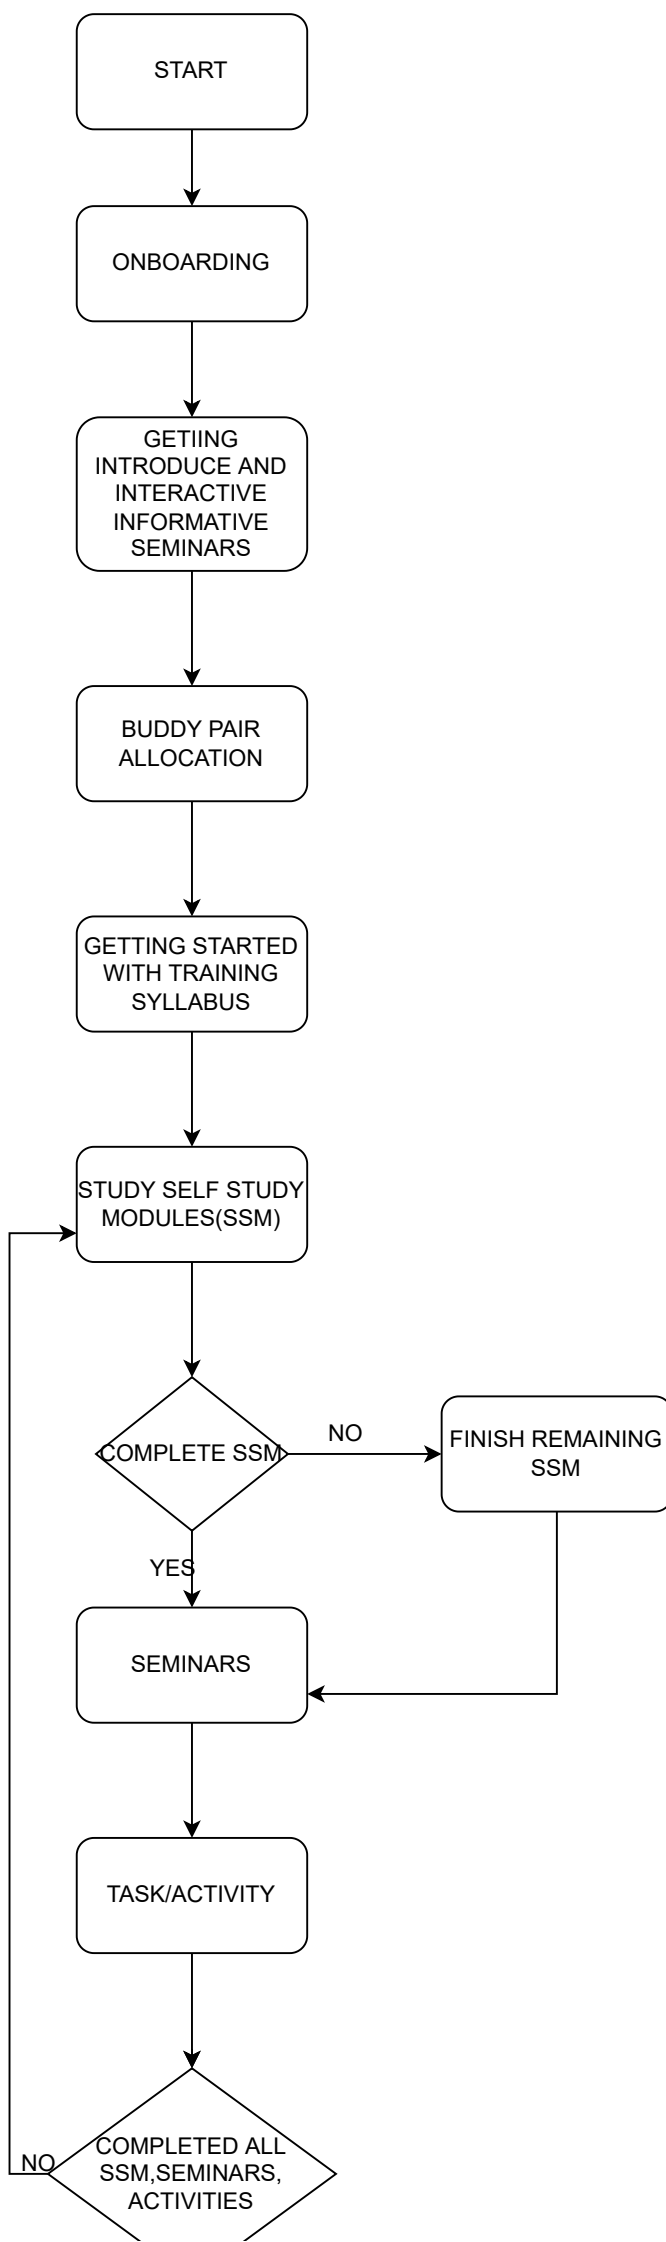 START
ONBOARDING
GETIING
INTRODUCE AND
INTERACTIVE
INFORMATIVE
SEMINARS
BUDDY PAIR
ALLOCATION
GETTING STARTED
WITH TRAINING
SYLLABUS
STUDY SELF STUDY
MODULES(SSM)
COMPLETE SSM
NO
FINISH REMAINING
SSM
YES
SEMINARS
TASK/ACTIVITY
COMPLETED ALL
SSM,SEMINARS,
ACTIVITIES
NO